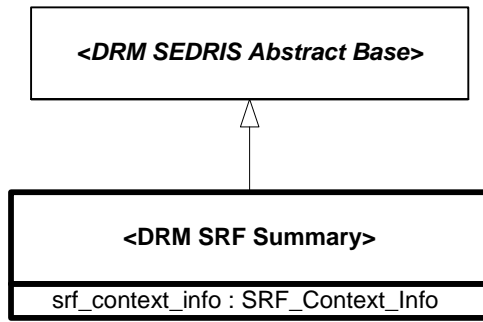 <DRM SEDRIS Abstract Base>
<DRM SRF Summary>
srf_context_info : SRF_Context_Info